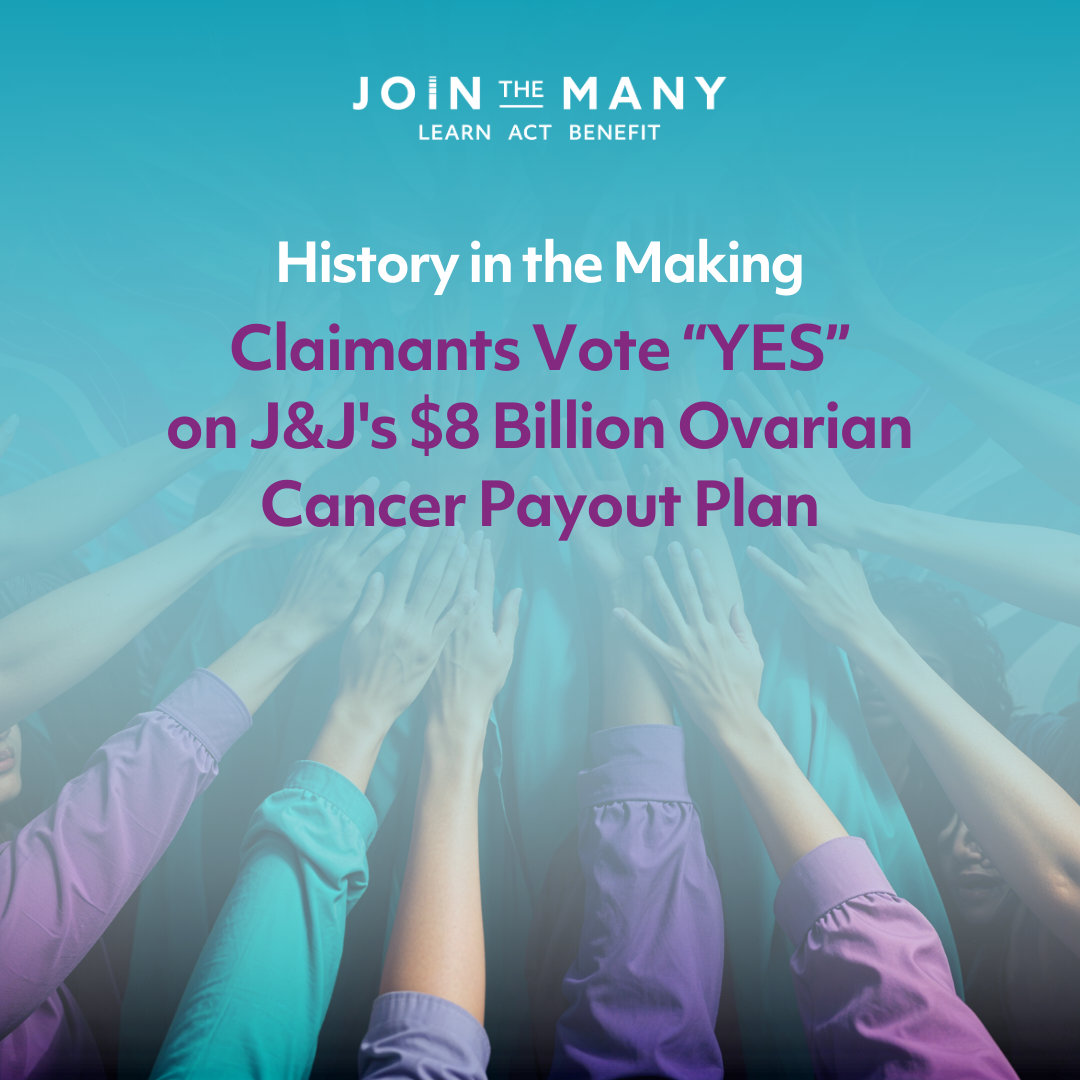 JOIN THE MANY
LEARN ACT BENEFIT
History in the Making
Claimants Vote “YES”
on J&J's $8 Billion Ovarian
Cancer Payout Plan